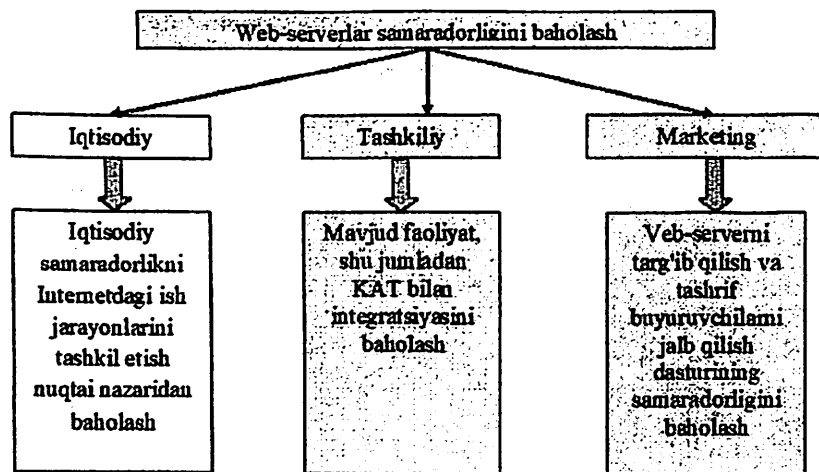 Web-serverlar samaradorligini baholash
Iqtisodiy
Tashkiliy
Marketing
Iqtisodiy
samaradorlikni
Internetdagi ish
jarayonlarini
tashkil etish
nuqtai nazaridan
baholash
Mavjud faoliyat,
shu jumladan
KAT bilan
integratsiyasini
baholash
Veb-serverni
targ'ib qilish va
tashrif
buyuruvchilarni
jalb qilish
dasturining
samaradorligini
baholash